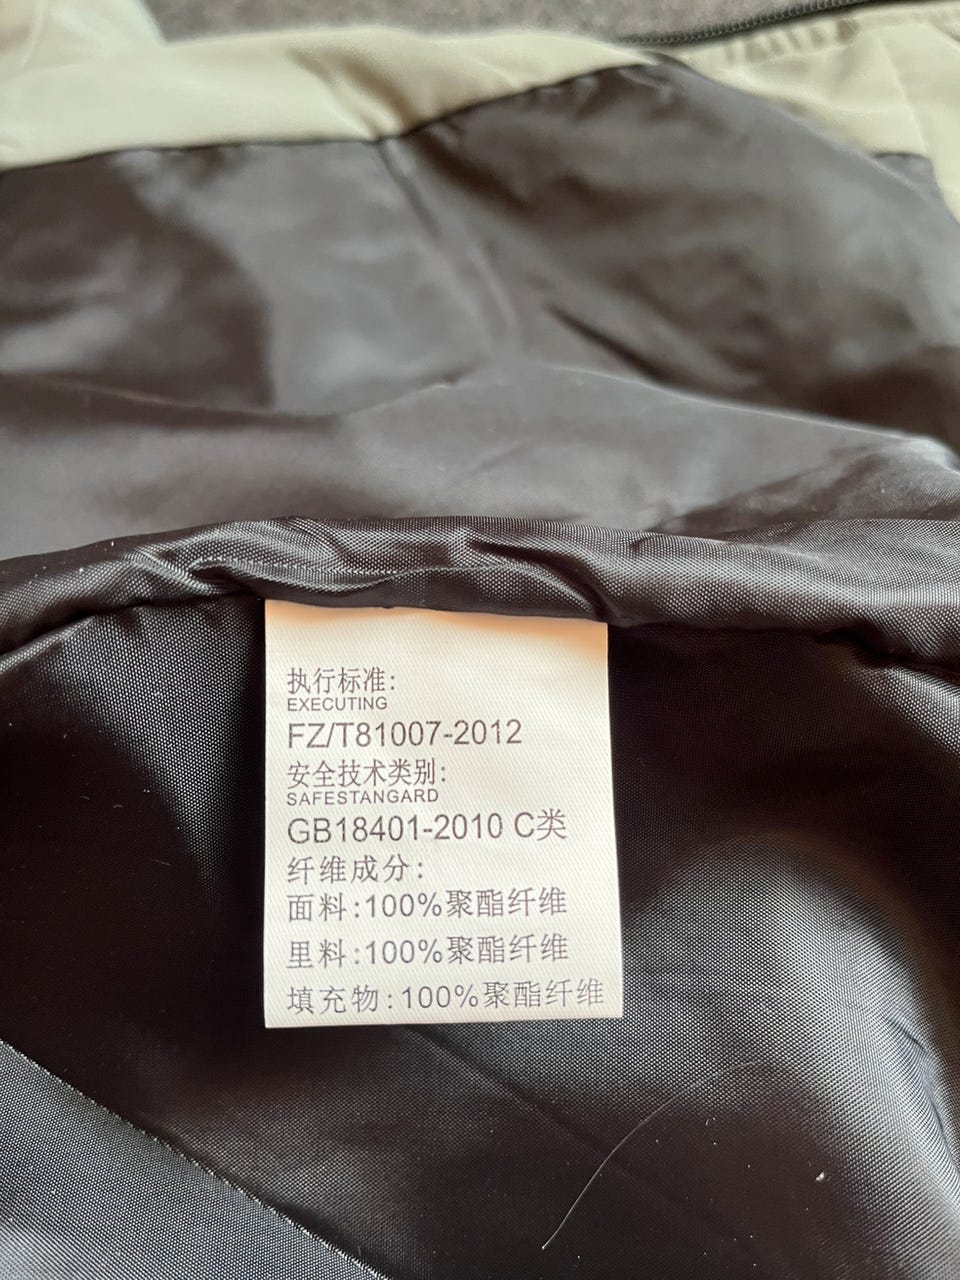 执行标准:
EXECUTING
FZ/T81007-2012
安全技术类别:
SAFESTANGARD
GB18401-2010 C类
纤维成分:
面料:100%聚酯纤维
里料:100%聚酯纤维
填充物:100%聚酯纤维